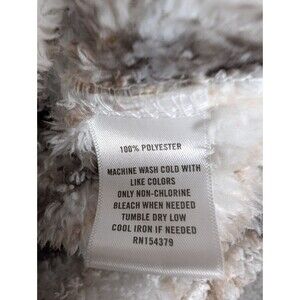 100% POLYESTER
MACHINE WASH COLD WITH
LIKE COLORS
ONLY NON-CHLORINE
BLEACH WHEN NEEDED
TUMBLE DRY LOW
COOL IRON IF NEEDED
RN154379